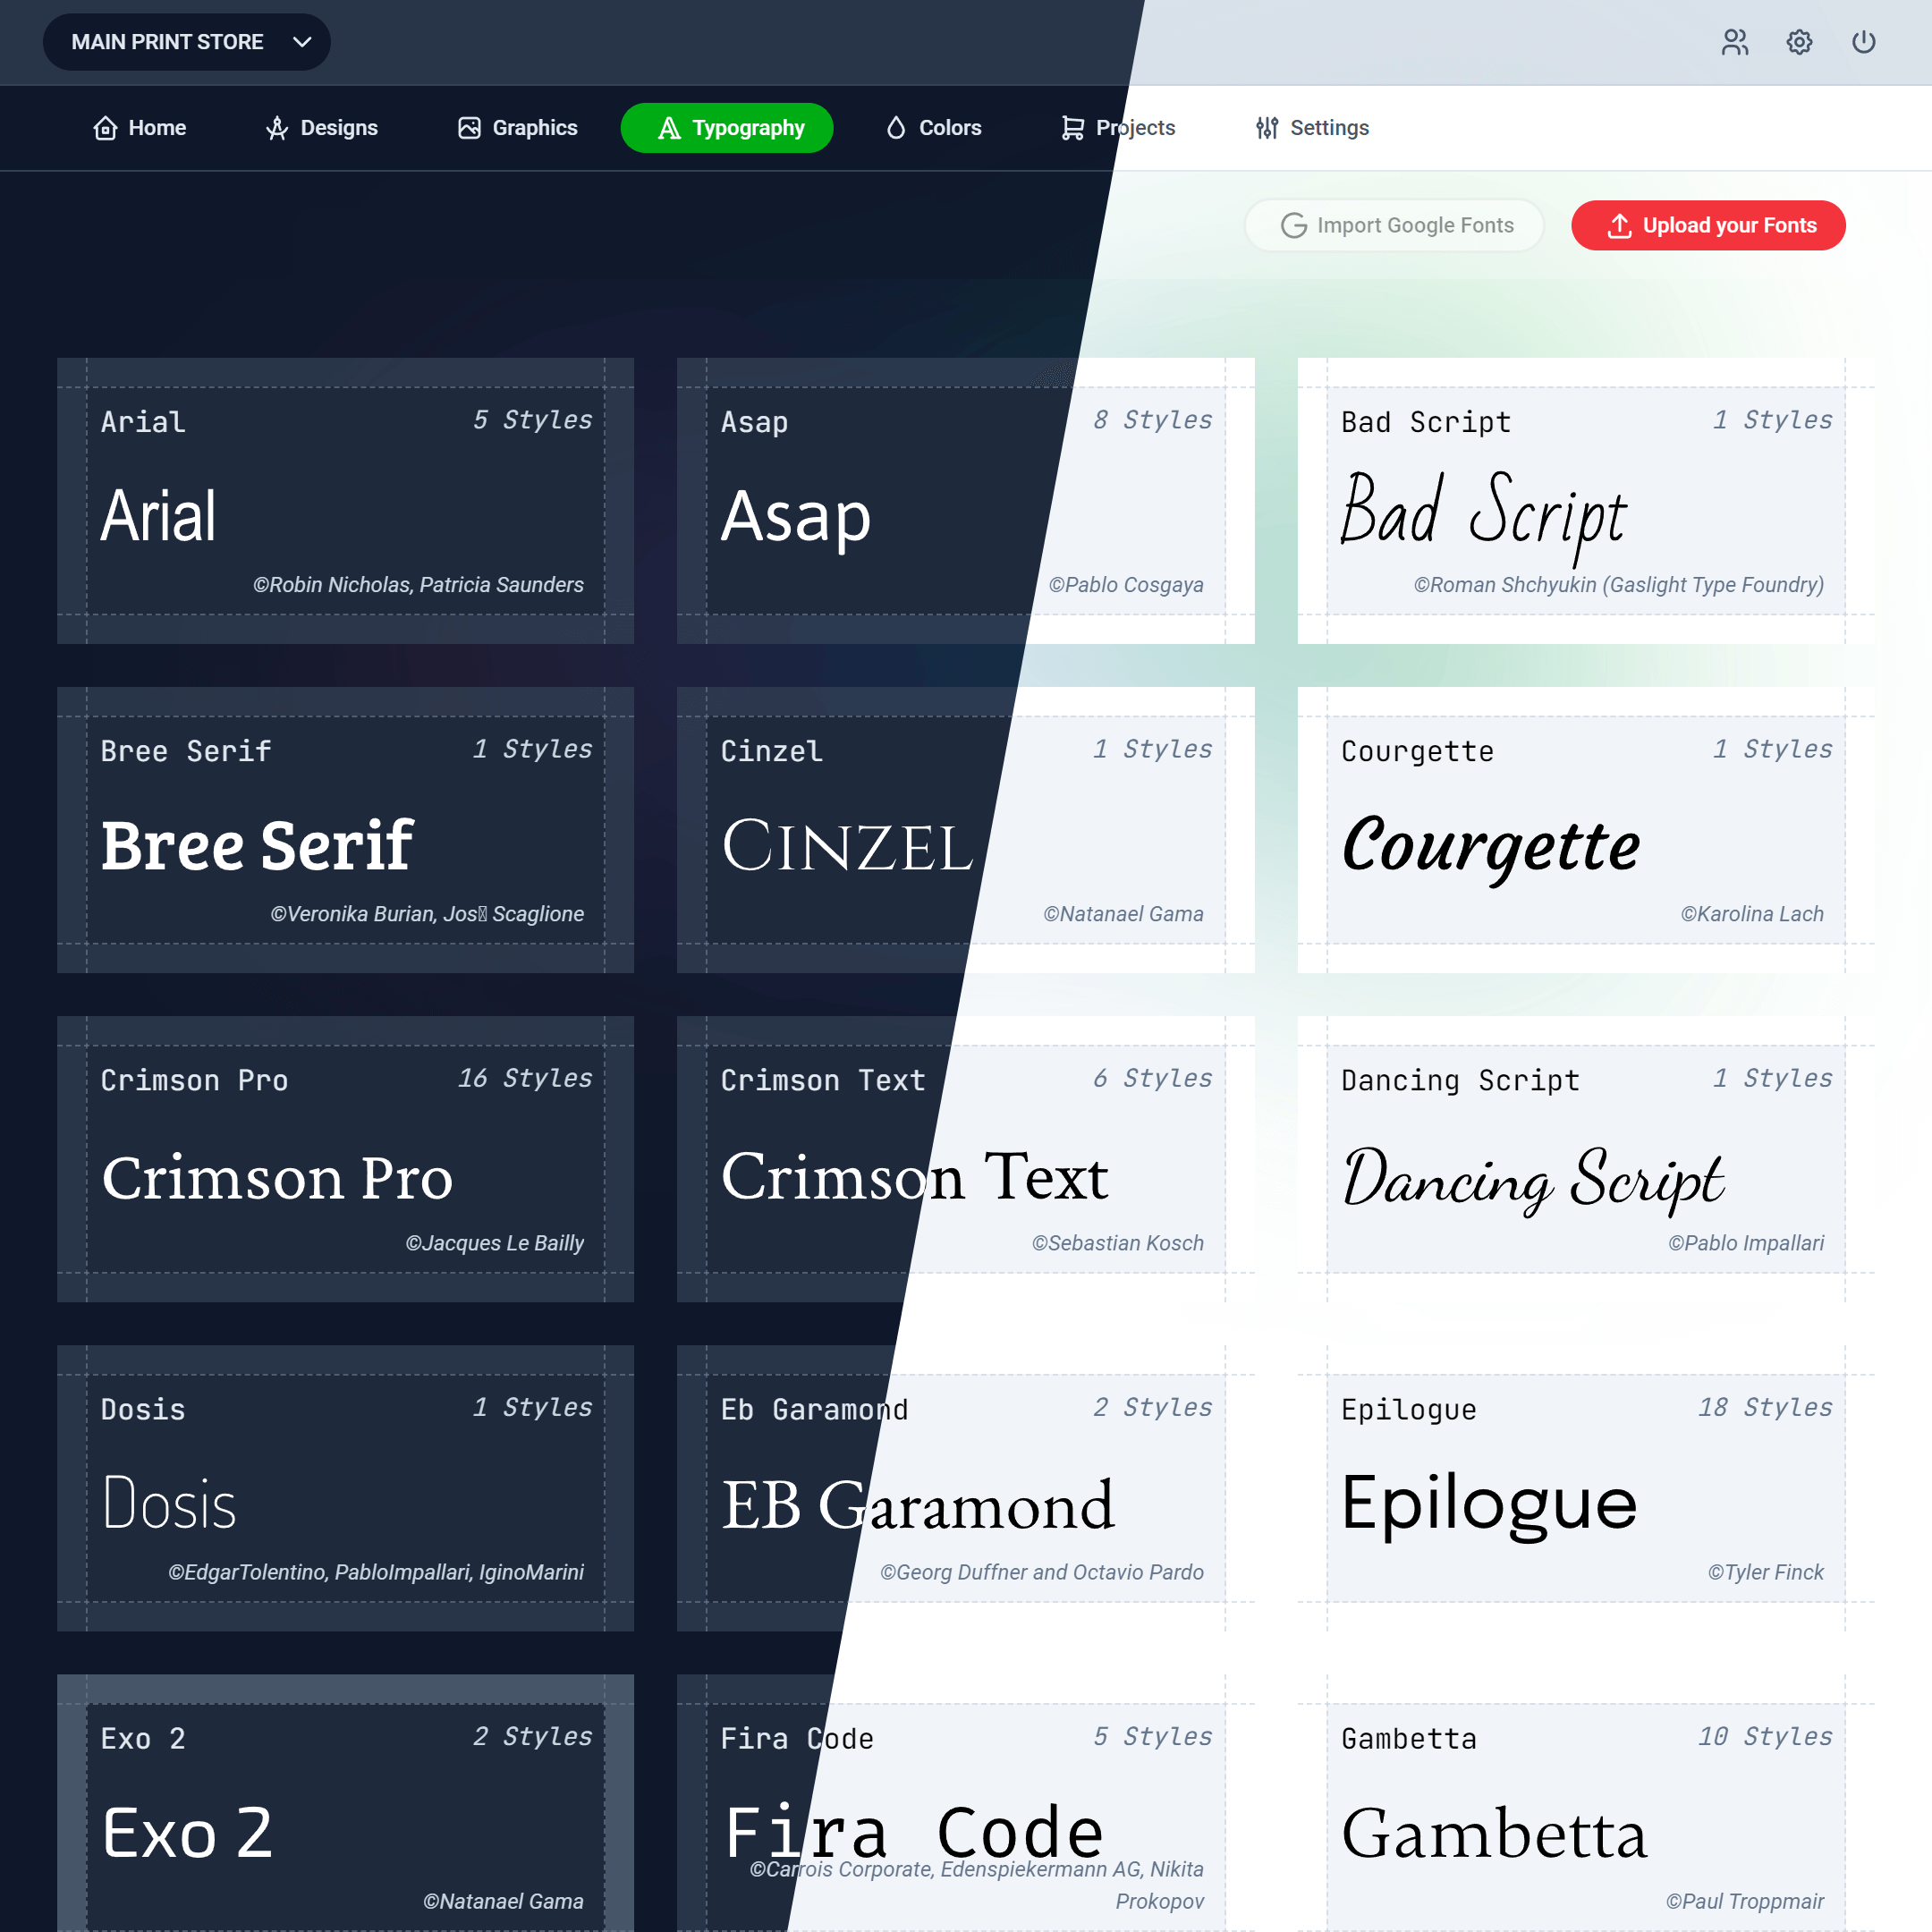 MAIN PRINT STORE
Home Designs Graphics Typography Colors Projects Settings
Import Google Fonts Upload your Fonts
Arial 5 Styles
Arial
©Robin Nicholas, Patricia Saunders
Asap 8 Styles
Asap
©Pablo Cosgaya
Bad Script 1 Styles
Bad Script
©Roman Shchyukin (Gaslight Type Foundry)
Bree Serif 1 Styles
Bree Serif
©Veronika Burian, Jos Scaglione
Cinzel 1 Styles
Cinzel
©Natanael Gama
Courgette 1 Styles
Courgette
©Karolina Lach
Crimson Pro 16 Styles
Crimson Pro
©Jacques Le Bailly
Crimson Text 6 Styles
Crimson Text
©Sebastian Kosch
Dancing Script 1 Styles
Dancing Script
©Pablo Impallari
Dosis 1 Styles
Dosis
©EdgarTolentino, PabloImpallari, IginoMarini
Eb Garamond 2 Styles
EB Garamond
©Georg Duffner and Octavio Pardo
Epilogue 18 Styles
Epilogue
©Tyler Finck
Exo 2 2 Styles
Exo 2
©Natanael Gama
Fira Code 5 Styles
Fira Code
©Carrois Corporate, Edenspiekermann AG, Nikita
Prokopov
Gambetta 10 Styles
Gambetta
©Paul Troppmair